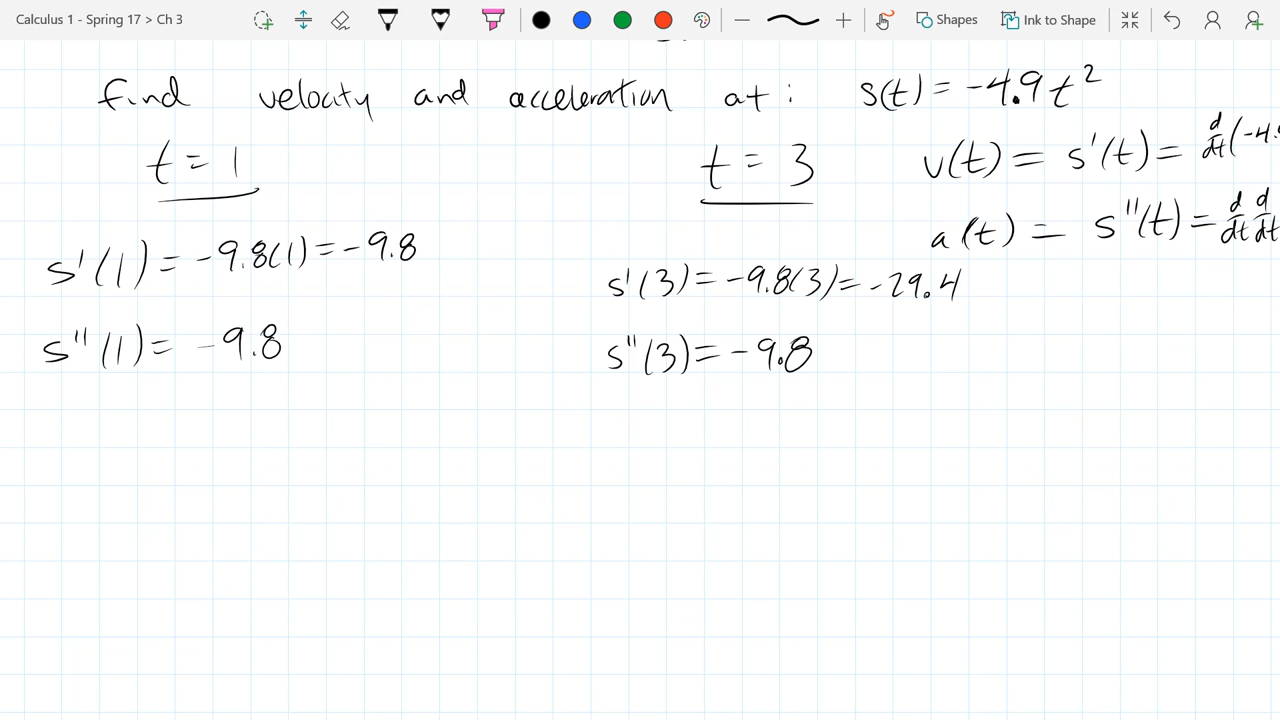 Calculus 1 - Spring 17 > Ch 3
Shapes
Ink to Shape
find velocity and acceleration at: s(t) = -4.9t²
t = 1
t = 3
v(t) = s'(t) = d/dt(-4.
a(t) = s''(t) = d/dt d/dt
s'(1) = -9.8(1) = -9.8
s''(1) = -9.8
s'(3) = -9.8(3) = -29.4
s''(3) = -9.8